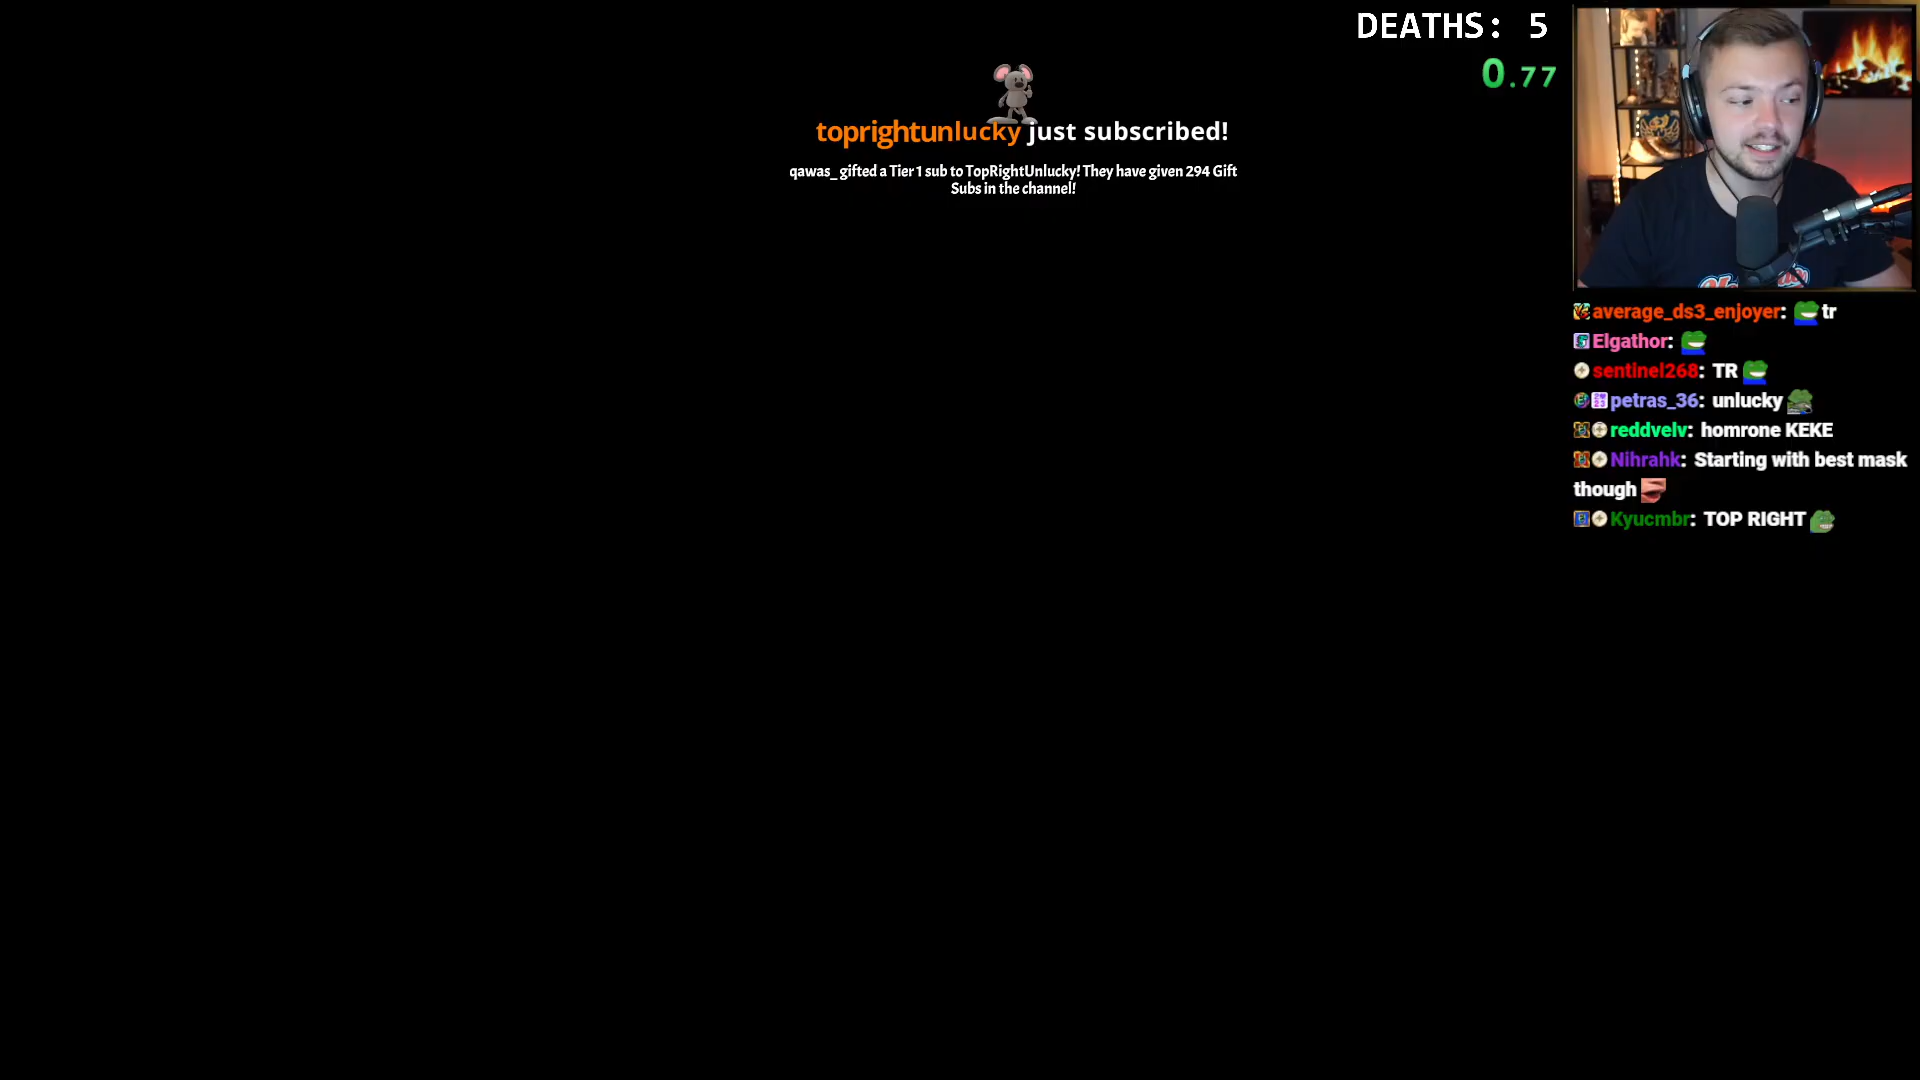 DEATHS: 5
0.77
toprightunlucky just subscribed!
qawas_ gifted a Tier 1 sub to TopRightUnlucky! They have given 294 Gift
Subs in the channel!
average_ds3_enjoyer: tr
Elgathor:
sentinel268: TR
petras_36: unlucky
reddvelv: homrone KEKE
Nihrahk: Starting with best mask
though
Kyucmbr: TOP RIGHT